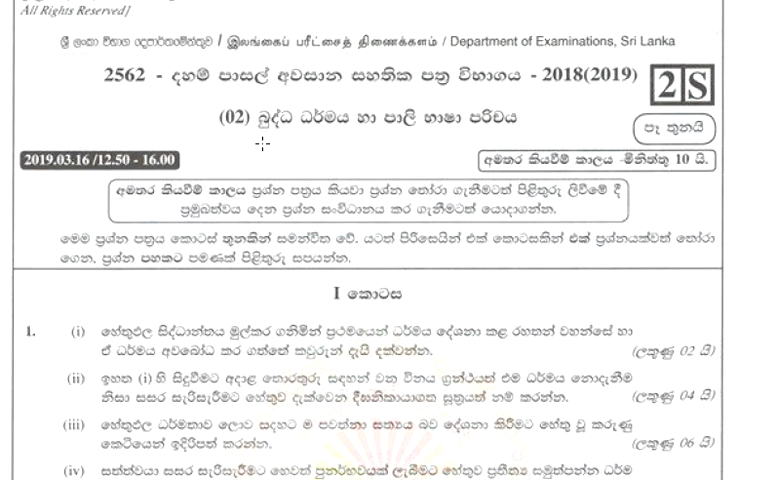 All Rights Reserved]
ශ්‍රී ලංකා විභාග දෙපාර්තමේන්තුව / இலங்கைப் பரீட்சைத் திணைக்களம் / Department of Examinations, Sri Lanka
2562 - දහම් පාසල් අවසාන සහතික පත්‍ර විභාගය - 2018(2019)
2 S
(02) බුද්ධ ධර්මය හා පාලි භාෂා පරිචය
පැ තුනයි
2019.03.16 /12.50 - 16.00
අමතර කියවීම් කාලය -මිනිත්තු 10 යි.
අමතර කියවීම් කාලය ප්‍රශ්න පත්‍රය කියවා ප්‍රශ්න තෝරා ගැනීමටත් පිළිතුරු ලිවීමේ දී
ප්‍රමුඛත්වය දෙන ප්‍රශ්න සංවිධානය කර ගැනීමටත් යොදාගන්න.
මෙම ප්‍රශ්න පත්‍රය කොටස් තුනකින් සමන්විත වේ. යටත් පිරිසෙයින් එක් කොටසකින් එක් ප්‍රශ්නයක්වත් තෝරා
ගෙන, ප්‍රශ්න පහකට පමණක් පිළිතුරු සපයන්න.
I කොටස
1. (i) හේතුඵල සිද්ධාන්තය මුල්කර ගනිමින් ප්‍රථමයෙන් ධර්මය දේශනා කළ රහතන් වහන්සේ හා
ඒ ධර්මය අවබෝධ කර ගත්තේ කවුරුන් දැයි දක්වන්න. (ලකුණු 02 යි)
(ii) ඉහත (i) හි සිදුවීමට අදාළ තොරතුරු සඳහන් වන විනය ග්‍රන්ථයත් එම ධර්මය නොදැනීම
නිසා සසර සැරිසැරීමට හේතුව දැක්වෙන දීඝනිකායාගත සූත්‍රයත් නම් කරන්න. (ලකුණු 04 යි)
(iii) හේතුඵල ධර්මතාව ලොව සදහට ම පවත්නා සත්‍යය බව දේශනා කිරීමට හේතු වූ කරුණු
කෙටියෙන් ඉදිරිපත් කරන්න. (ලකුණු 06 යි)
(iv) සත්ත්වයා සසර සැරිසැරීමට හෙවත් පුනර්භවයක් ලැබීමට හේතුව ප්‍රතීත්‍ය සමුත්පන්න ධර්ම